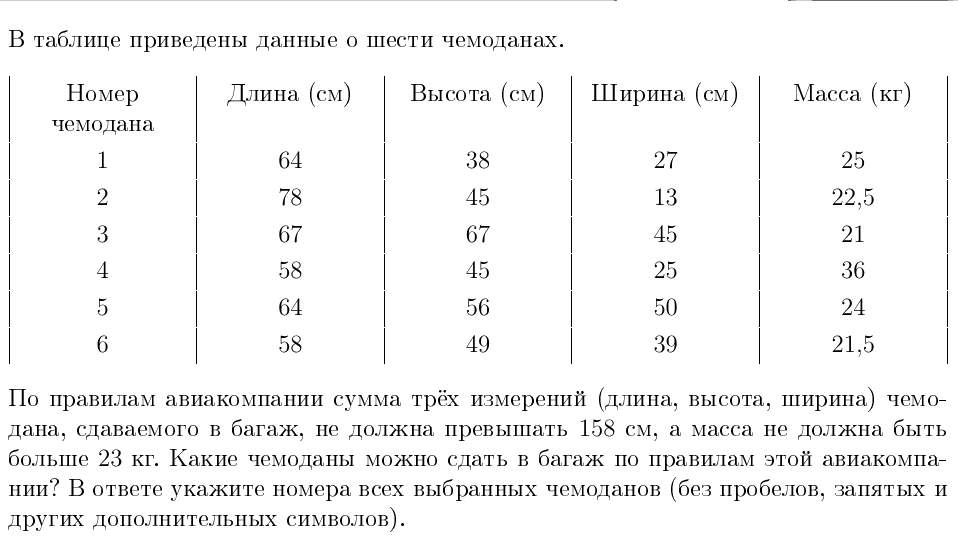 В таблице приведены данные о шести чемоданах.
Номер чемодана Длина (см) Высота (см) Ширина (см) Масса (кг)
1 64 38 27 25
2 78 45 13 22,5
3 67 67 45 21
4 58 45 25 36
5 64 56 50 24
6 58 49 39 21,5
По правилам авиакомпании сумма трёх измерений (длина, высота, ширина) чемо-
дана, сдаваемого в багаж, не должна превышать 158 см, а масса не должна быть
больше 23 кг. Какие чемоданы можно сдать в багаж по правилам этой авиакомпа-
нии? В ответе укажите номера всех выбранных чемоданов (без пробелов, запятых и
других дополнительных символов).